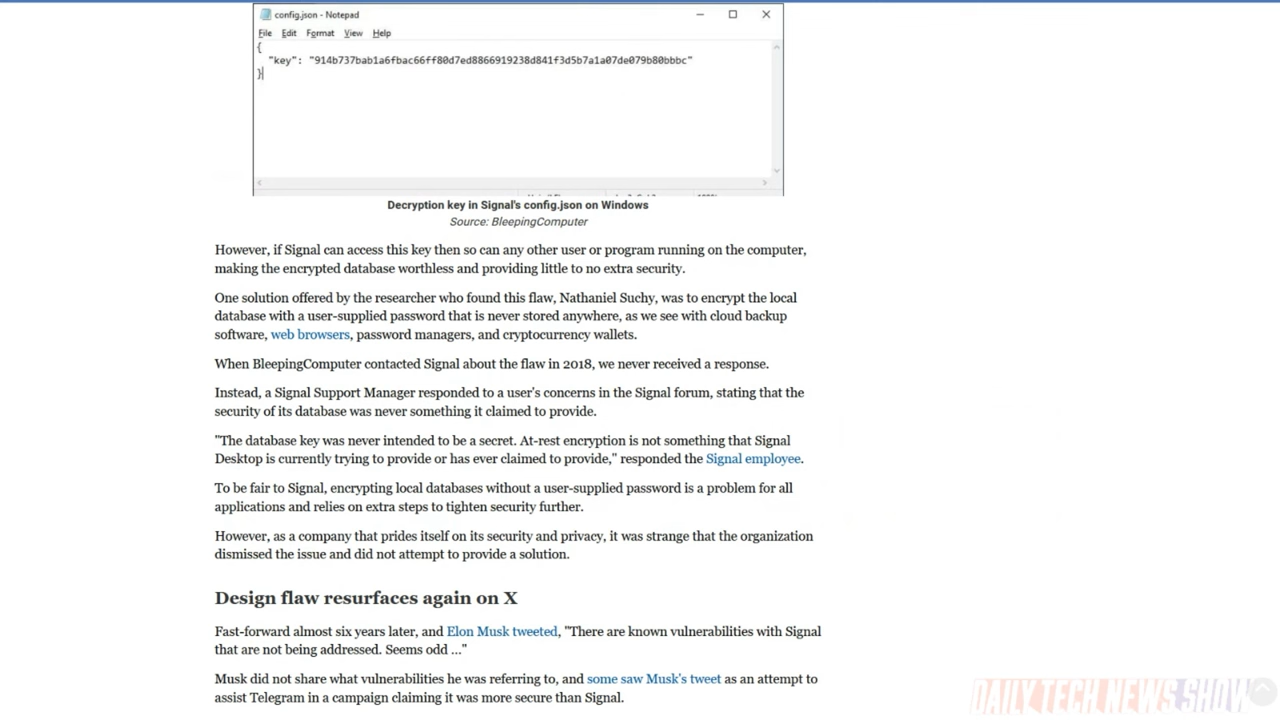 config.json - Notepad
File Edit Format View Help
{
"key": "914b737bab1a6fbac66ff80d7ed8866919238d841f3d5b7a1a07de079b80bbbc"
}
Decryption key in Signal's config.json on Windows
Source: BleepingComputer
However, if Signal can access this key then so can any other user or program running on the computer,
making the encrypted database worthless and providing little to no extra security.
One solution offered by the researcher who found this flaw, Nathaniel Suchy, was to encrypt the local
database with a user-supplied password that is never stored anywhere, as we see with cloud backup
software, web browsers, password managers, and cryptocurrency wallets.
When BleepingComputer contacted Signal about the flaw in 2018, we never received a response.
Instead, a Signal Support Manager responded to a user's concerns in the Signal forum, stating that the
security of its database was never something it claimed to provide.
"The database key was never intended to be a secret. At-rest encryption is not something that Signal
Desktop is currently trying to provide or has ever claimed to provide," responded the Signal employee.
To be fair to Signal, encrypting local databases without a user-supplied password is a problem for all
applications and relies on extra steps to tighten security further.
However, as a company that prides itself on its security and privacy, it was strange that the organization
dismissed the issue and did not attempt to provide a solution.
Design flaw resurfaces again on X
Fast-forward almost six years later, and Elon Musk tweeted, "There are known vulnerabilities with Signal
that are not being addressed. Seems odd ..."
Musk did not share what vulnerabilities he was referring to, and some saw Musk's tweet as an attempt to
assist Telegram in a campaign claiming it was more secure than Signal.
DAILY TECH NEWS SHOW